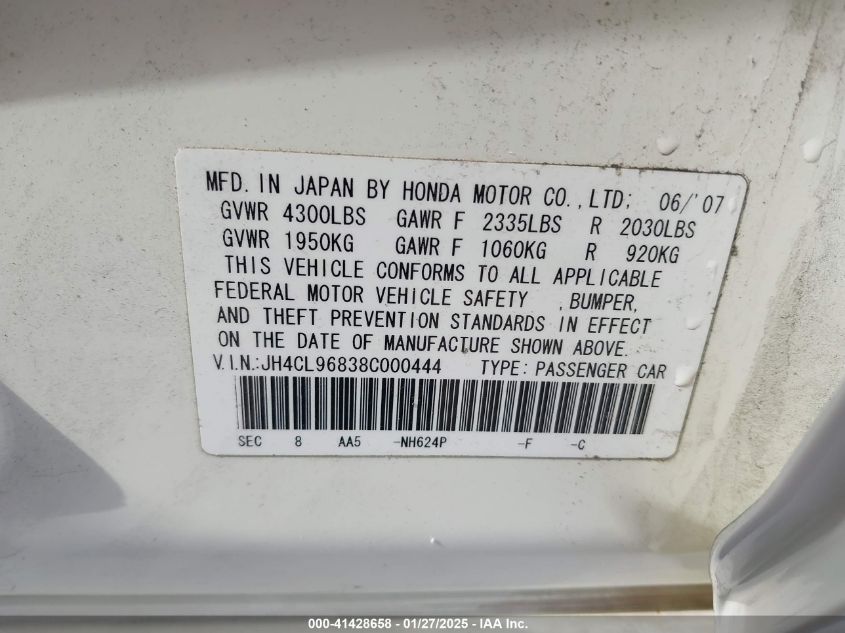 MFD. IN JAPAN BY HONDA MOTOR CO., LTD; 06/'07
GVWR 4300LBS GAWR F 2335LBS R 2030LBS
GVWR 1950KG GAWR F 1060KG R 920KG
THIS VEHICLE CONFORMS TO ALL APPLICABLE
FEDERAL MOTOR VEHICLE SAFETY , BUMPER,
AND THEFT PREVENTION STANDARDS IN EFFECT
ON THE DATE OF MANUFACTURE SHOWN ABOVE.
V.I.N.:JH4CL96838C000444 TYPE: PASSENGER CAR
SEC 8 AA5 -NH624P -F -C
000-41428658 - 01/27/2025 - IAA Inc.